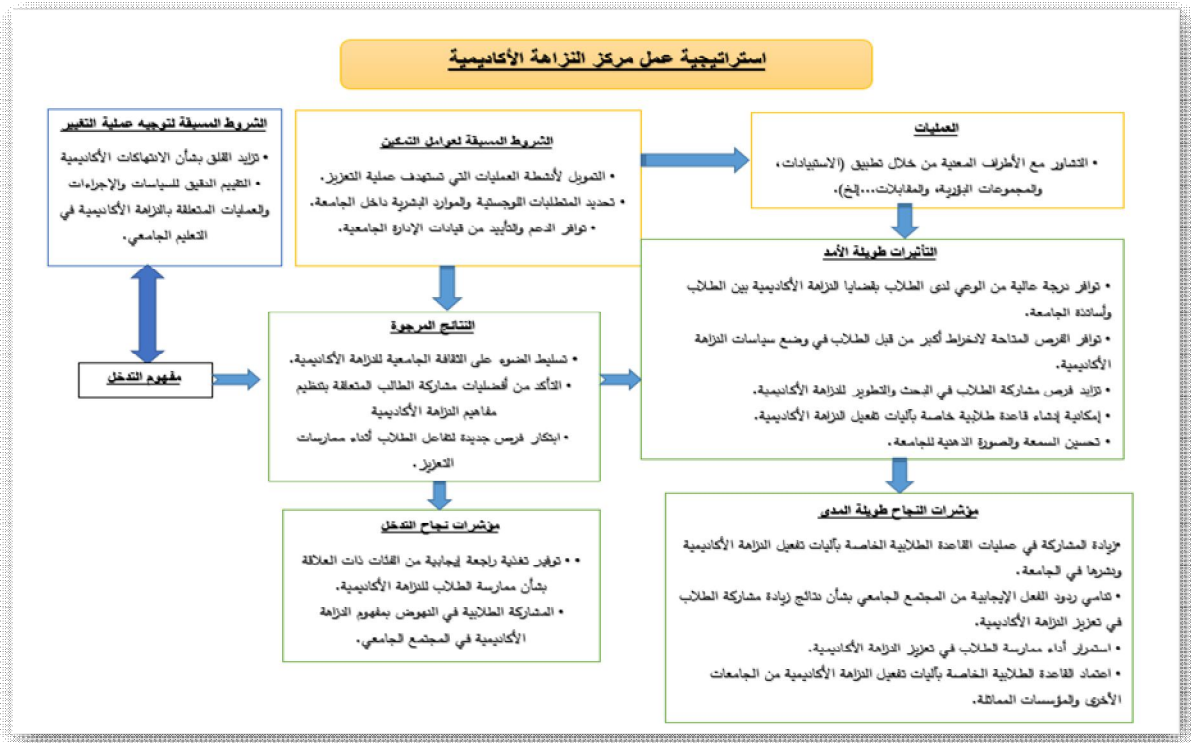 استراتيجية عمل مركز النزاهة الأكاديمية
الشروط المسبقة لتوجيه عملية التغيير
• تزايد القلق بشأن الانتهاكات الأكاديمية
• التقييم الدقيق للسياسات والإجراءات
والعمليات المتعلقة بالنزاهة الأكاديمية في
التعليم الجامعي.
مفهوم التدخل
الشروط المسبقة لعوامل التمكين
• التمويل لأنشطة العمليات التي تستهدف عملية التعزيز.
• تحديد المتطلبات اللوجستية والموارد البشرية داخل الجامعة.
• توافر الدعم والتأييد من قيادات الإدارة الجامعية.
النتائج المرجوة
• تسليط الضوء على الثقافة الجامعية للنزاهة الأكاديمية.
• التأكد من أفضليات مشاركة الطالب المتعلقة بتنظيم
مفاهيم النزاهة الأكاديمية
• ابتكار فرص جديدة لتفاعل الطلاب أثناء ممارسات
التعزيز.
مؤشرات نجاح التدخل
• • توفير تغذية راجعة إيجابية من الفئات ذات العلاقة
بشأن ممارسة الطلاب للنزاهة الأكاديمية.
• المشاركة الطلابية في النهوض بمفهوم النزاهة
الأكاديمية في المجتمع الجامعي.
العمليات
• التشاور مع الأطراف المعنية من خلال تطبيق (الاستبيانات،
والمجموعات البؤرية، والمقابلات...إلخ).
التأثيرات طويلة الأمد
• توافر درجة عالية من الوعي لدى الطلاب بقضايا النزاهة الأكاديمية بين الطلاب
وأساتذة الجامعة.
• توافر الفرص المتاحة لانخراط أكبر من قبل الطلاب في وضع سياسات النزاهة
الأكاديمية.
• تزايد فرص مشاركة الطلاب في البحث والتطوير للنزاهة الأكاديمية.
• إمكانية إنشاء قاعدة طلابية خاصة بآليات تفعيل النزاهة الأكاديمية.
• تحسين السمعة والصورة الذهنية للجامعة.
مؤشرات النجاح طويلة المدى
•زيادة المشاركة في عمليات القاعدة الطلابية الخاصة بآليات تفعيل النزاهة الأكاديمية
ونشرها في الجامعة.
• تنامي ردود الفعل الإيجابية من المجتمع الجامعي بشأن نتائج زيادة مشاركة الطلاب
في تعزيز النزاهة الأكاديمية.
• استمرار أداء ممارسة الطلاب في تعزيز النزاهة الأكاديمية.
• اعتماد القاعدة الطلابية الخاصة بآليات تفعيل النزاهة الأكاديمية من الجامعات
الأخرى والمؤسسات المماثلة.